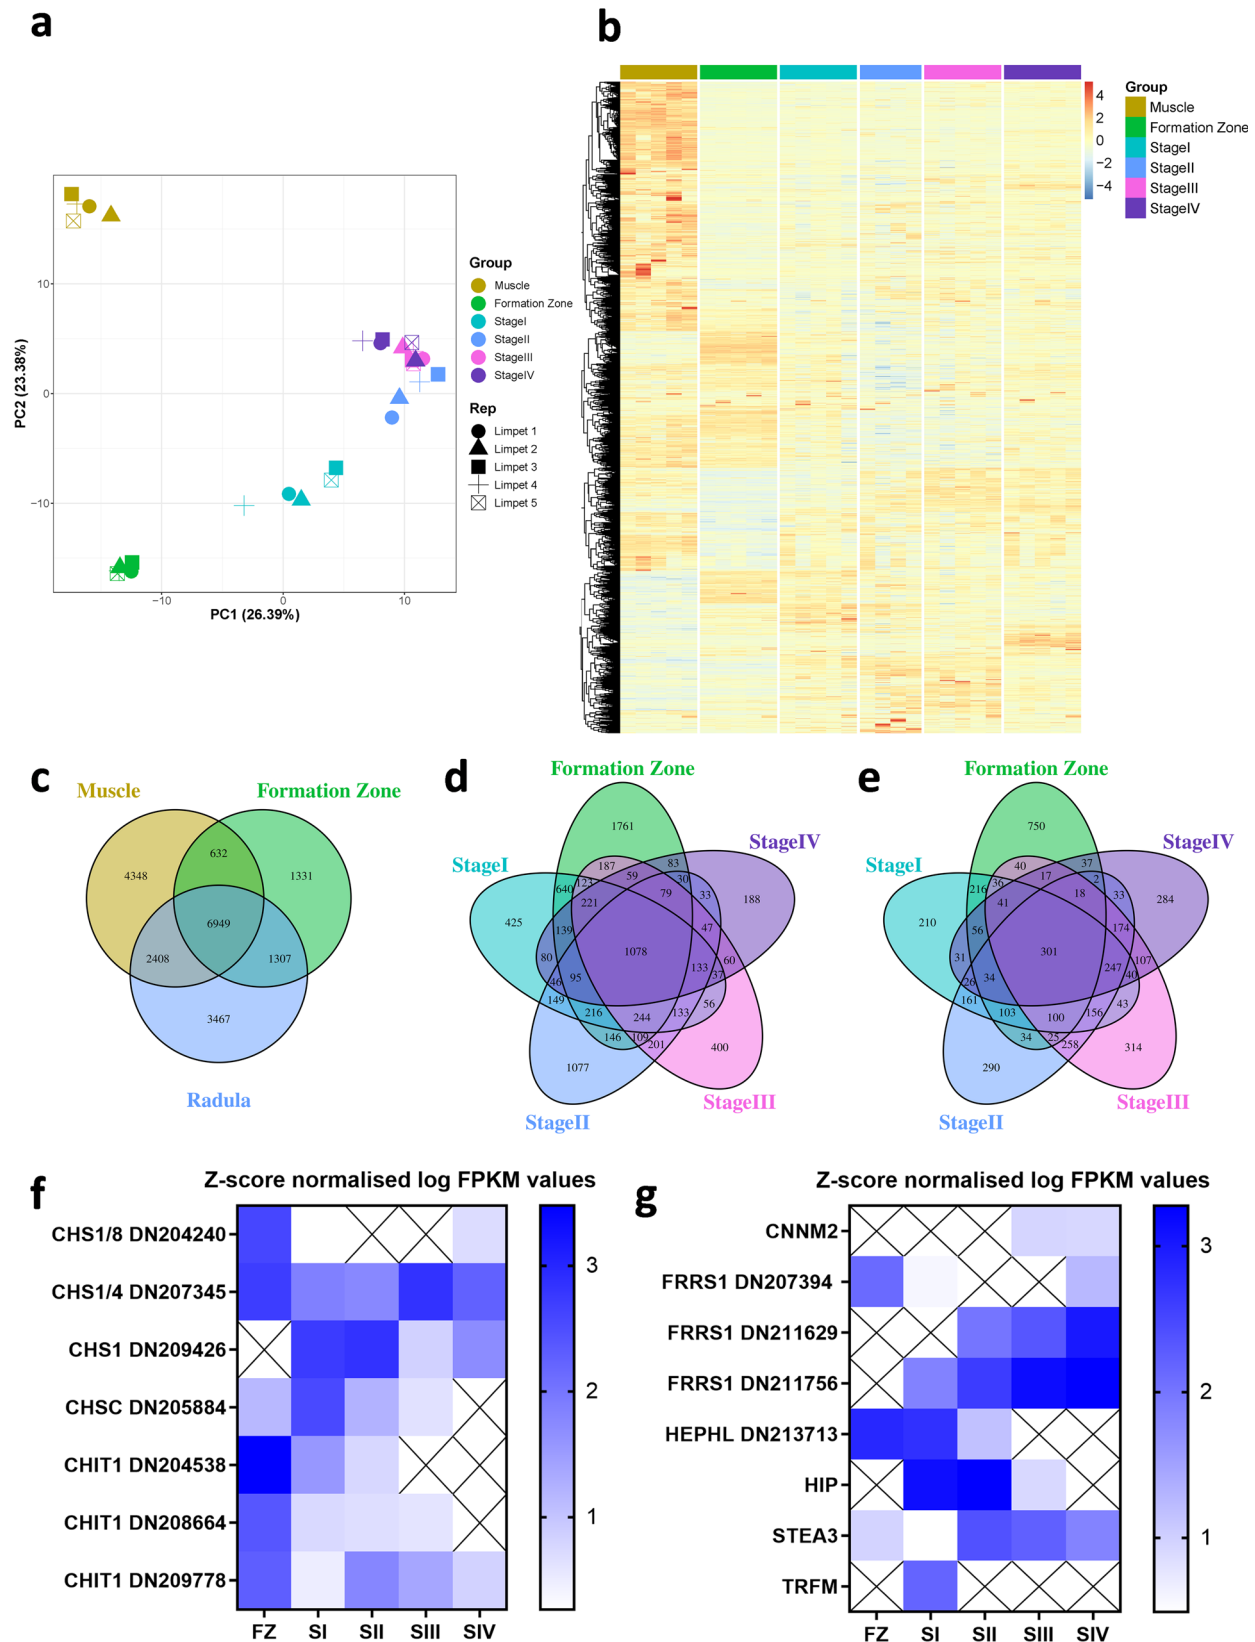 a
b
PC2 (23.38%)
10
0
−10
−10
0
10
PC1 (26.39%)
Group
Muscle
Formation Zone
StageI
StageII
StageIII
StageIV
Rep
Limpet 1
Limpet 2
Limpet 3
Limpet 4
Limpet 5
4
2
0
−2
−4
Group
Muscle
Formation Zone
StageI
StageII
StageIII
StageIV
c
Muscle
Formation Zone
632
4348
1331
6949
2408
1307
3467
Radula
d
Formation Zone
StageIV
StageI
1761
83
187
59
30
123
640
79
33
188
221
425
139
47
80
1078
60
133
37
95
46
149
56
216
244
133
146
109
201
400
1077
StageIII
StageII
e
Formation Zone
StageIV
StageI
750
37
40
17
2
36
216
18
33
284
41
210
56
174
31
301
107
247
40
34
26
161
43
103
100
156
34
25
258
314
290
StageIII
StageII
f
Z-score normalised log FPKM values
CHS1/8 DN204240
CHS1/4 DN207345
CHS1 DN209426
CHSC DN205884
CHIT1 DN204538
CHIT1 DN208664
CHIT1 DN209778
FZ SI SII SIII SIV
3
2
1
g
Z-score normalised log FPKM values
CNNM2
FRRS1 DN207394
FRRS1 DN211629
FRRS1 DN211756
HEPHL DN213713
HIP
STEA3
TRFM
FZ SI SII SIII SIV
3
2
1